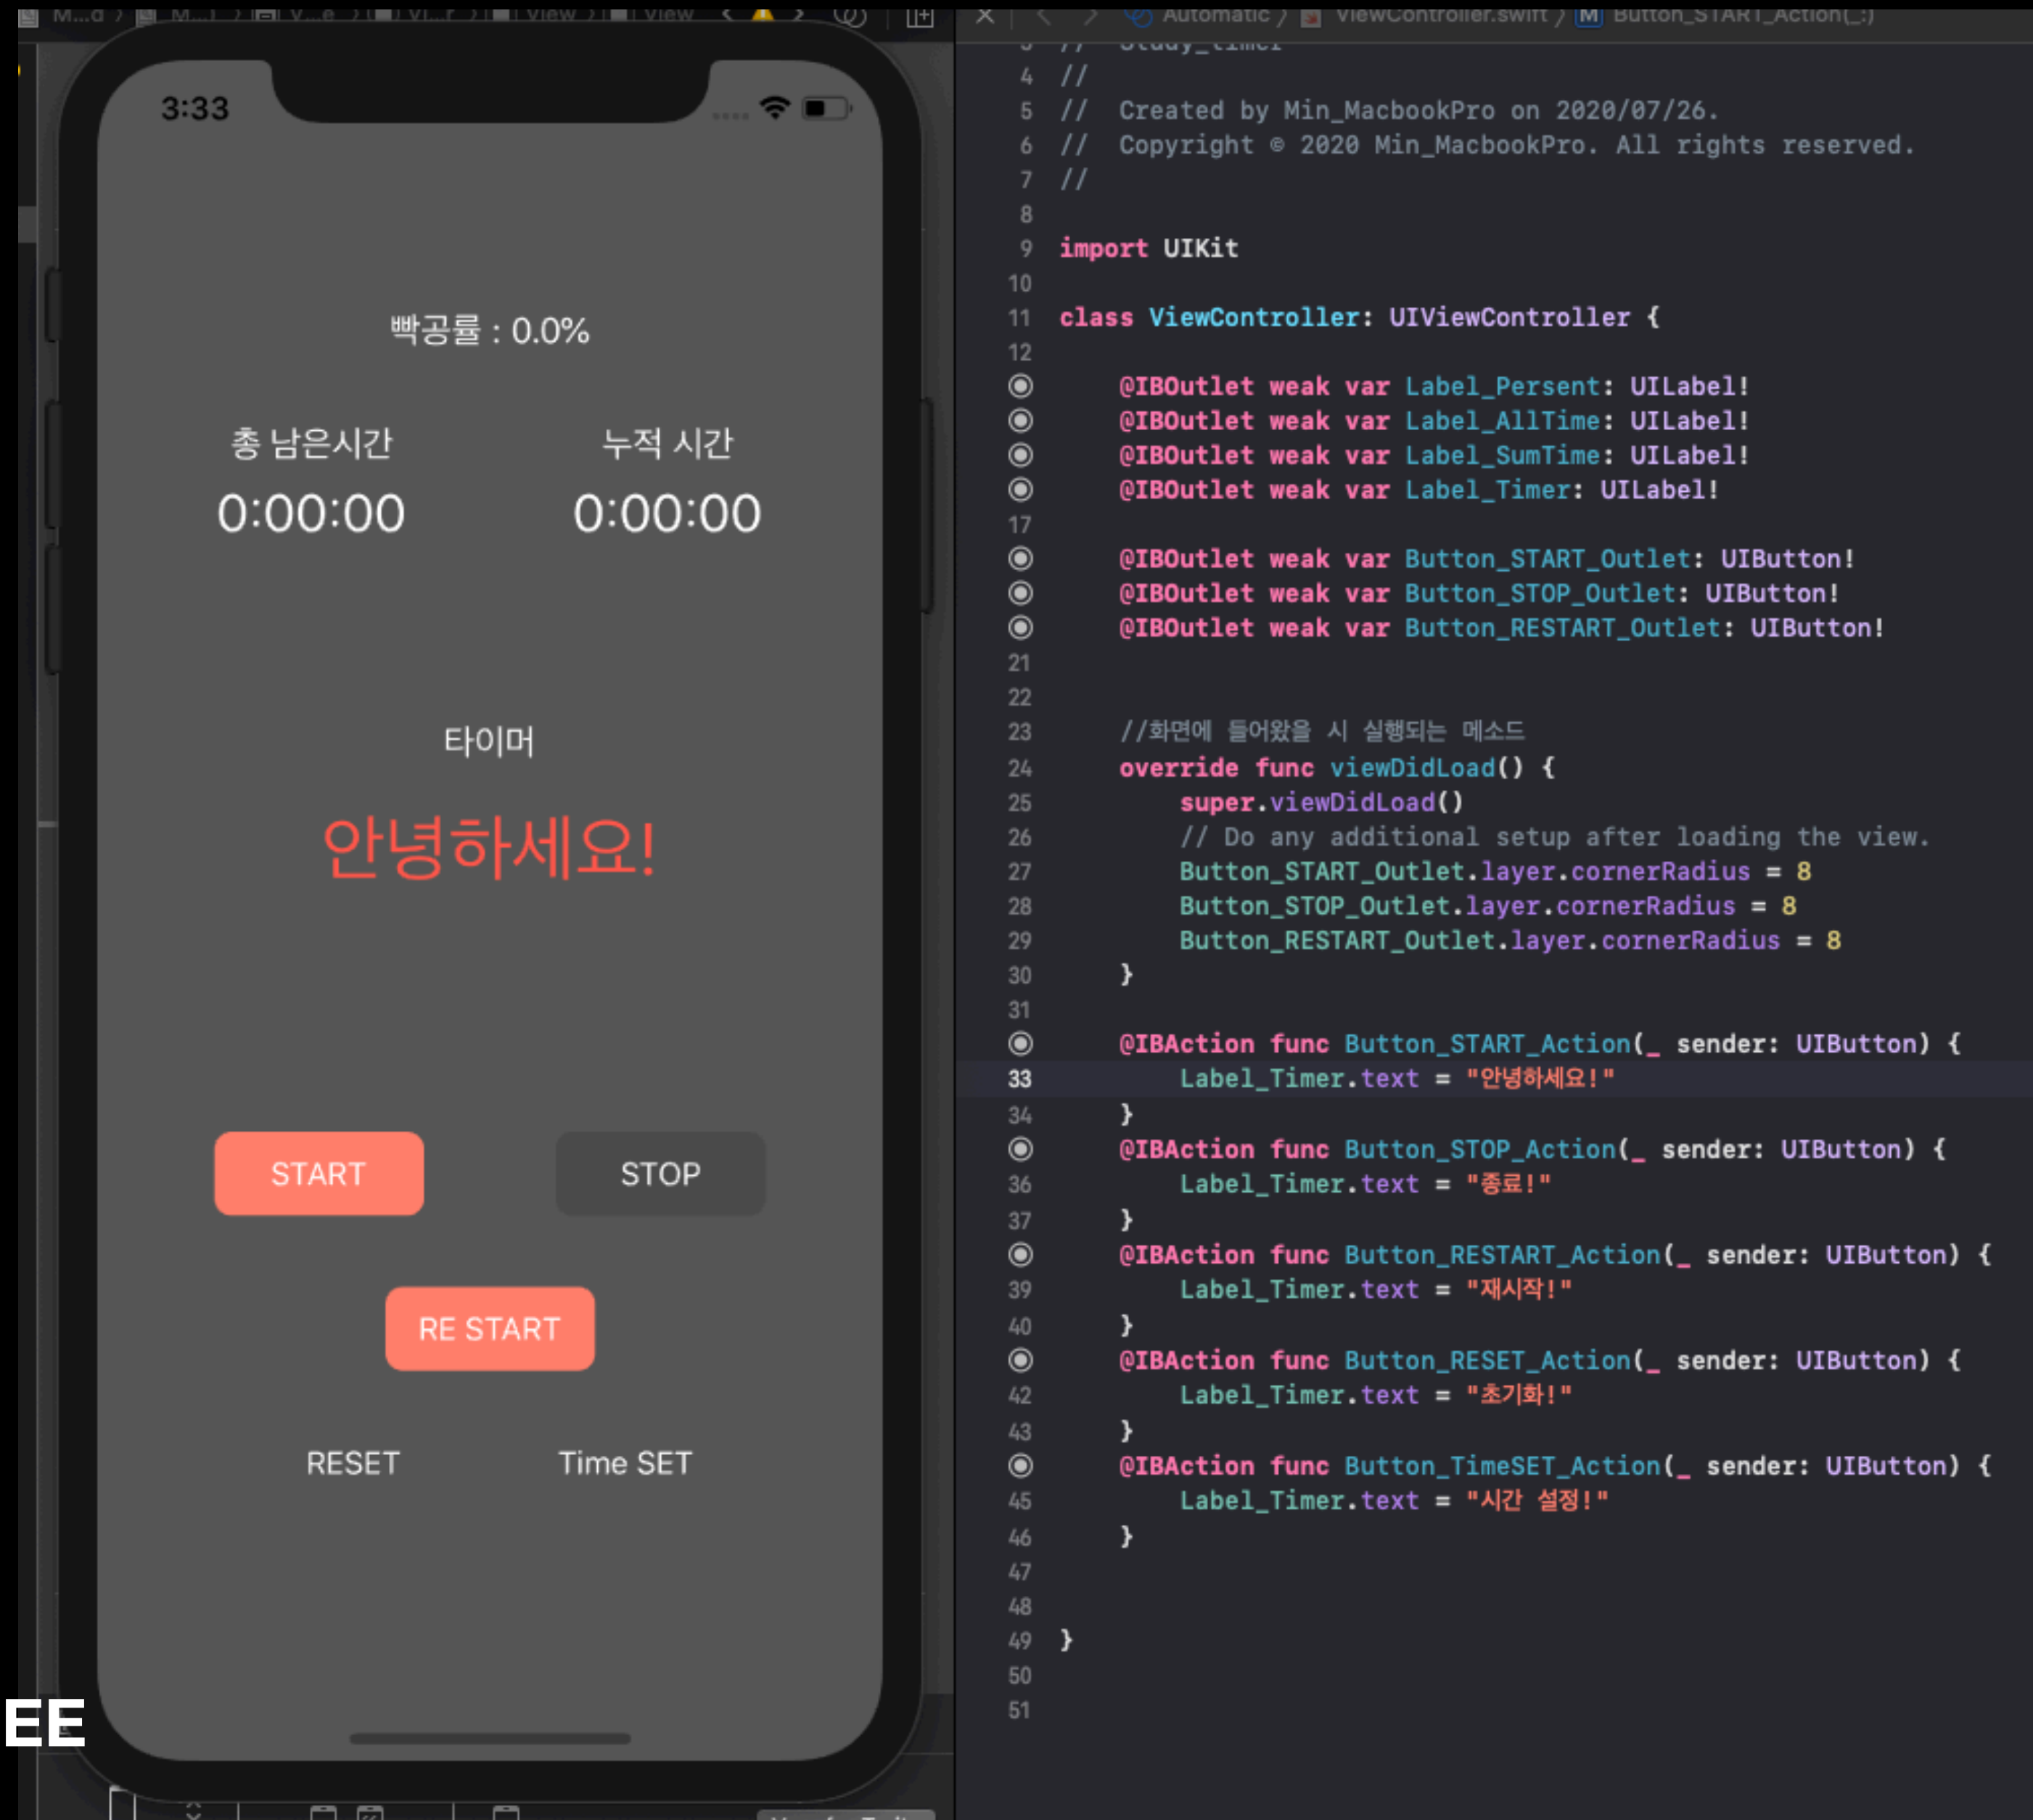 M...d M...) V...e Vi...r View View
Automatic ViewController.swift M Button_START_Action(_:)
3:33
빡공률 : 0.0%
총 남은시간
누적 시간
0:00:00
0:00:00
타이머
안녕하세요!
START
STOP
RE START
RESET
Time SET
EE
3 // Study_timer
4 //
5 // Created by Min_MacbookPro on 2020/07/26.
6 // Copyright © 2020 Min_MacbookPro. All rights reserved.
7 //
8
9 import UIKit
10
11 class ViewController: UIViewController {
12
@IBOutlet weak var Label_Persent: UILabel!
@IBOutlet weak var Label_AllTime: UILabel!
@IBOutlet weak var Label_SumTime: UILabel!
@IBOutlet weak var Label_Timer: UILabel!
17
@IBOutlet weak var Button_START_Outlet: UIButton!
@IBOutlet weak var Button_STOP_Outlet: UIButton!
@IBOutlet weak var Button_RESTART_Outlet: UIButton!
21
22
23 //화면에 들어왔을 시 실행되는 메소드
24 override func viewDidLoad() {
25 super.viewDidLoad()
26 // Do any additional setup after loading the view.
27 Button_START_Outlet.layer.cornerRadius = 8
28 Button_STOP_Outlet.layer.cornerRadius = 8
29 Button_RESTART_Outlet.layer.cornerRadius = 8
30 }
31
@IBAction func Button_START_Action(_ sender: UIButton) {
33 Label_Timer.text = "안녕하세요!"
34 }
@IBAction func Button_STOP_Action(_ sender: UIButton) {
36 Label_Timer.text = "종료!"
37 }
@IBAction func Button_RESTART_Action(_ sender: UIButton) {
39 Label_Timer.text = "재시작!"
40 }
@IBAction func Button_RESET_Action(_ sender: UIButton) {
42 Label_Timer.text = "초기화!"
43 }
@IBAction func Button_TimeSET_Action(_ sender: UIButton) {
45 Label_Timer.text = "시간 설정!"
46 }
47
48
49 }
50
51